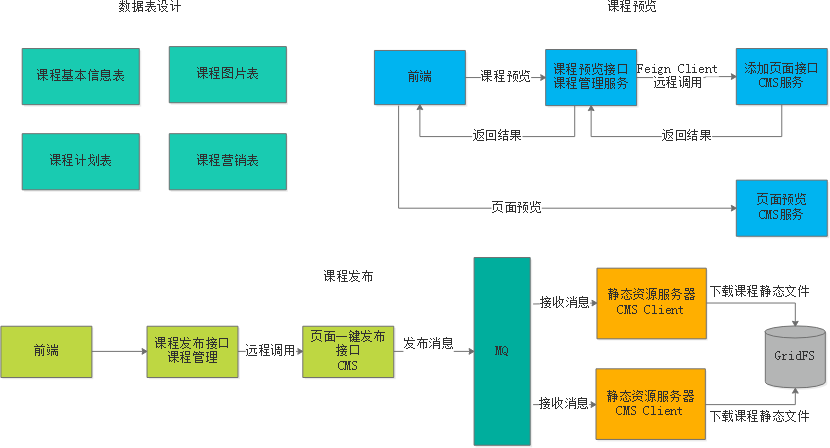 数据表设计
课程预览
课程基本信息表
课程图片表
课程计划表
课程营销表
前端
课程预览
课程预览接口
课程管理服务
Feign Client
远程调用
添加页面接口
CMS服务
返回结果
返回结果
页面预览
页面预览
CMS服务
课程发布
前端
课程发布接口
课程管理
远程调用
页面一键发布
接口
CMS
发布消息
MQ
接收消息
静态资源服务器
CMS Client
下载课程静态文件
GridFS
接收消息
静态资源服务器
CMS Client
下载课程静态文件